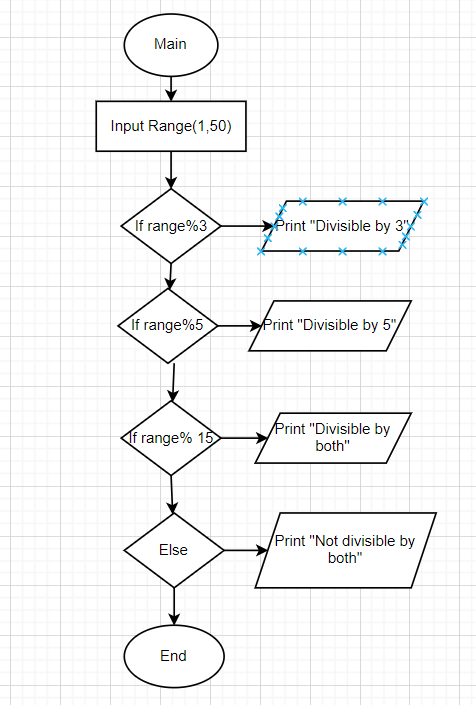 Main
Input Range(1,50)
If range%3
Print "Divisible by 3"
If range%5
Print "Divisible by 5"
If range% 15
Print "Divisible by
both"
Else
Print "Not divisible by
both"
End